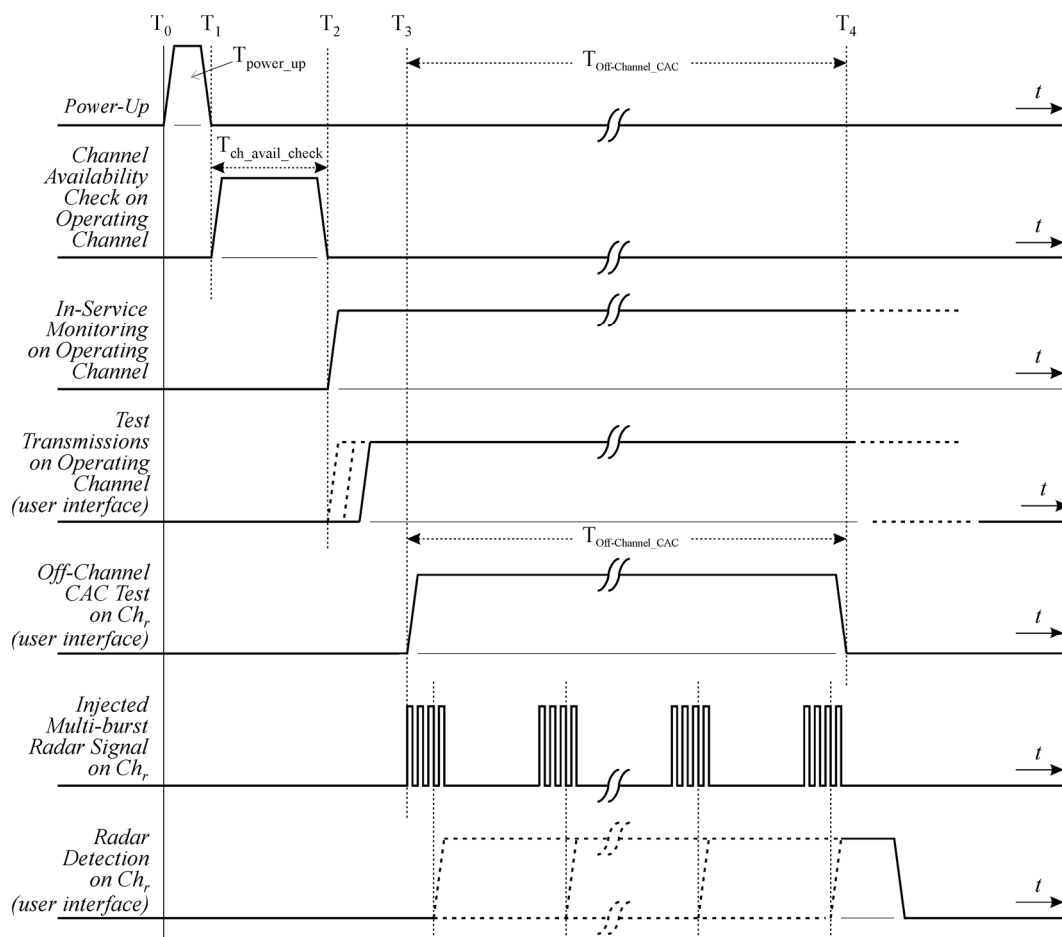 T0 T1 T2 T3 T4
Tpower_up
TOff-Channel_CAC
Power-Up
t
Channel
Availability
Check on
Operating
Channel
Tch_avail_check
t
In-Service
Monitoring
on Operating
Channel
t
Test
Transmissions
on Operating
Channel
(user interface)
t
TOff-Channel_CAC
Off-Channel
CAC Test
on Chr
(user interface)
t
Injected
Multi-burst
Radar Signal
on Chr
t
Radar
Detection
on Chr
(user interface)
t